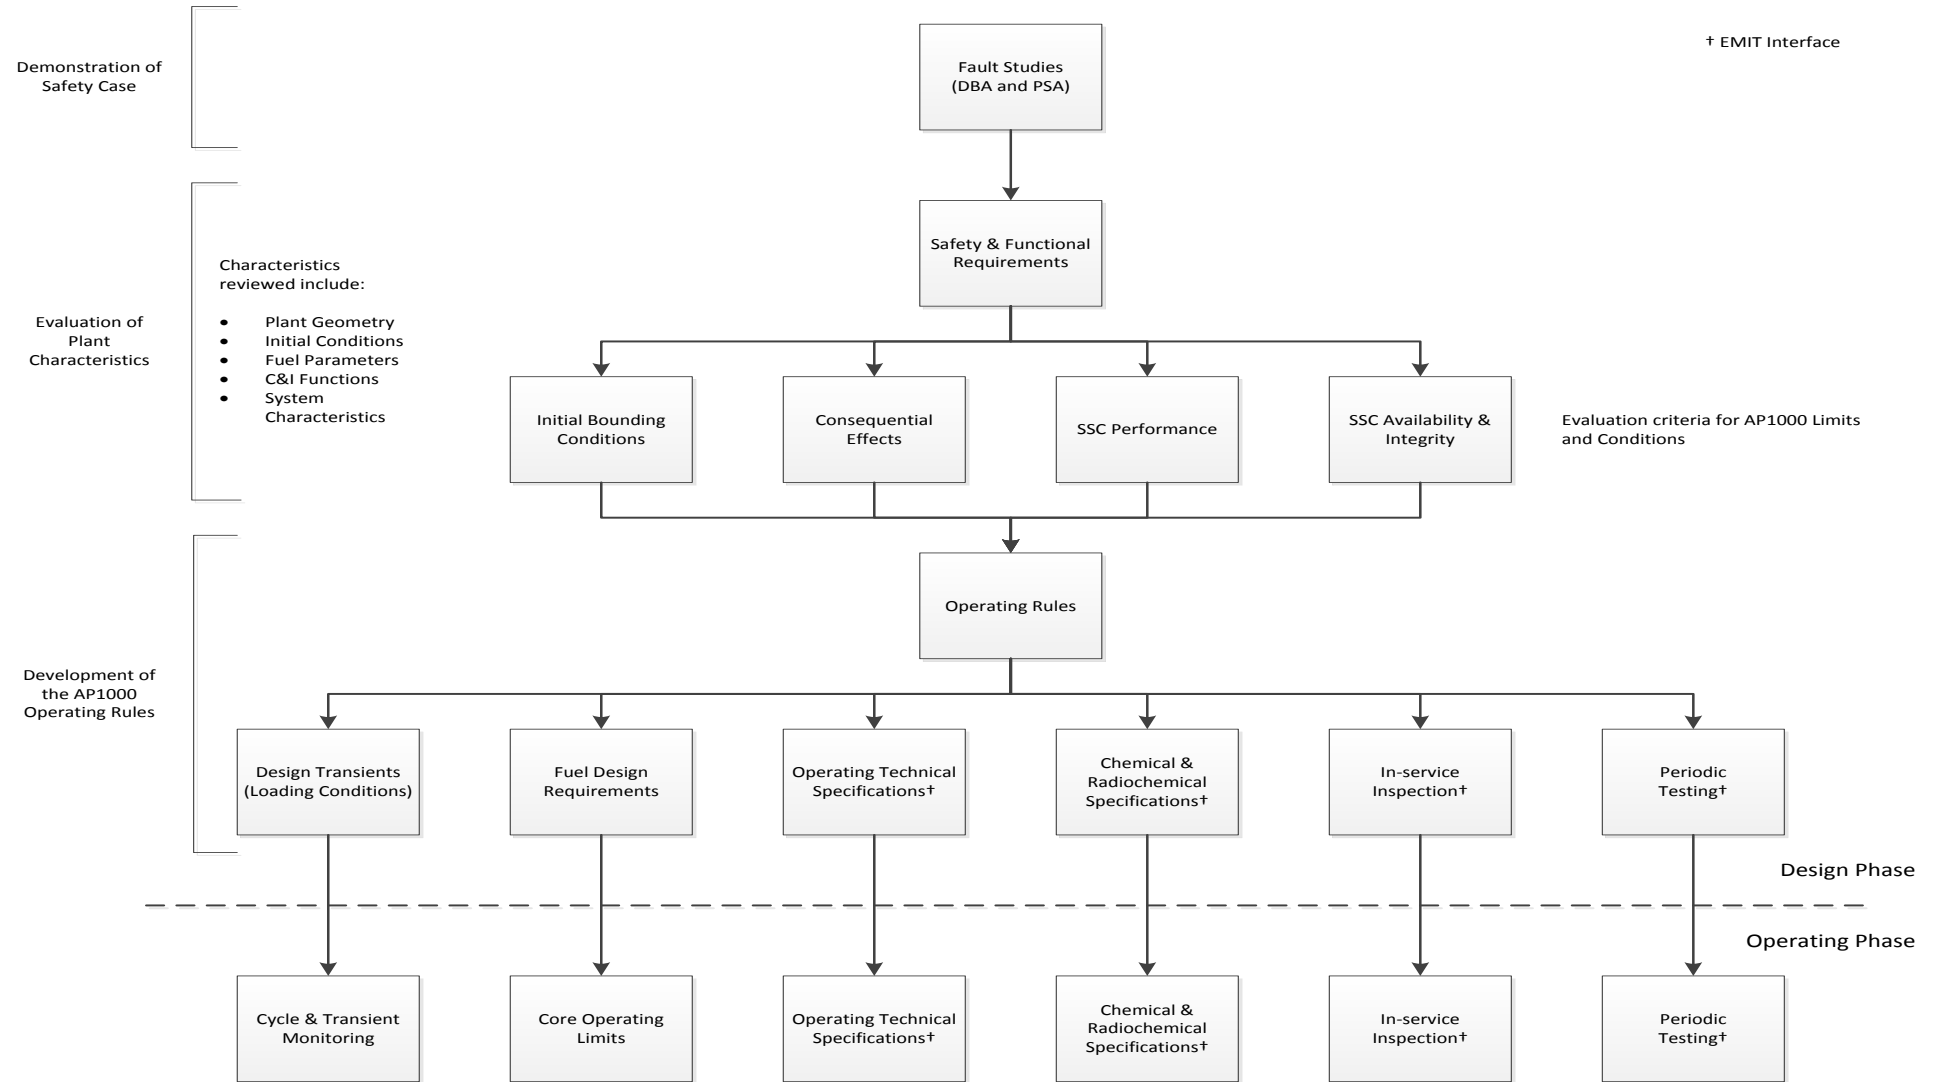 † EMIT Interface
Demonstration of
Safety Case
Fault Studies
(DBA and PSA)
Safety & Functional
Requirements
Evaluation of
Plant
Characteristics
Characteristics
reviewed include:
• Plant Geometry
• Initial Conditions
• Fuel Parameters
• C&I Functions
• System
Characteristics
Initial Bounding
Conditions
Consequential
Effects
SSC Performance
SSC Availability &
Integrity
Evaluation criteria for AP1000 Limits
and Conditions
Operating Rules
Development of
the AP1000
Operating Rules
Design Transients
(Loading Conditions)
Fuel Design
Requirements
Operating Technical
Specifications†
Chemical &
Radiochemical
Specifications†
In-service
Inspection†
Periodic
Testing†
Design Phase
Operating Phase
Cycle & Transient
Monitoring
Core Operating
Limits
Operating Technical
Specifications†
Chemical &
Radiochemical
Specifications†
In-service
Inspection†
Periodic
Testing†